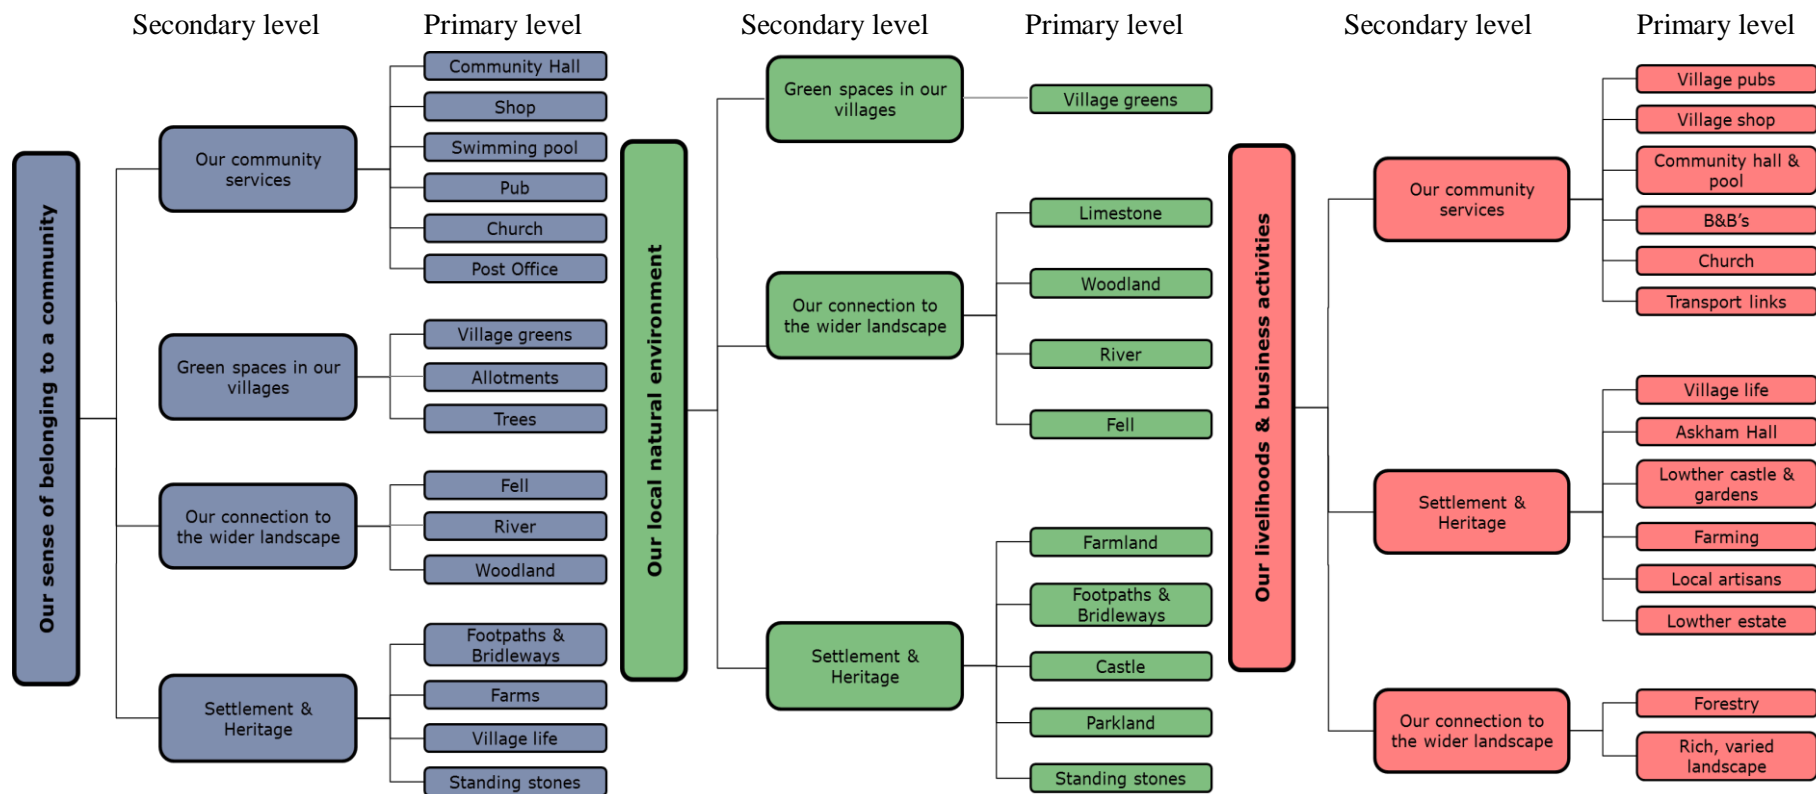 Secondary level
Primary level
Secondary level
Primary level
Secondary level
Primary level
Our sense of belonging to a community
Our community
services
Community Hall
Shop
Swimming pool
Pub
Church
Post Office
Green spaces in our
villages
Village greens
Allotments
Trees
Our connection to
the wider landscape
Fell
River
Woodland
Settlement &
Heritage
Footpaths &
Bridleways
Farms
Village life
Standing stones
Our local natural environment
Green spaces in our
villages
Village greens
Our connection to
the wider landscape
Limestone
Woodland
River
Fell
Settlement &
Heritage
Farmland
Footpaths &
Bridleways
Castle
Parkland
Standing stones
Our livelihoods & business activities
Our community
services
Village pubs
Village shop
Community hall &
pool
B&B's
Church
Transport links
Settlement &
Heritage
Village life
Askham Hall
Lowther castle &
gardens
Farming
Local artisans
Lowther estate
Our connection to
the wider landscape
Forestry
Rich, varied
landscape